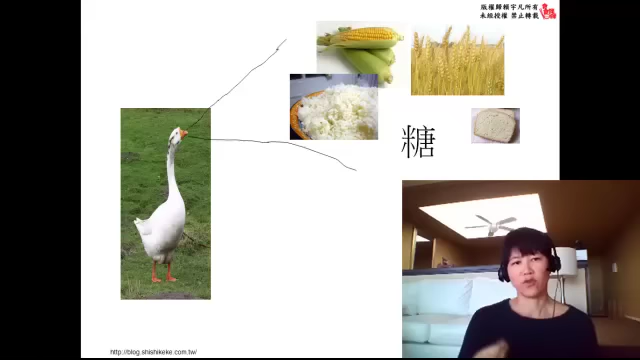 版權歸賴宇凡所有
未經授權 禁止轉載
糖
http://blog.shishikeke.com.tw/